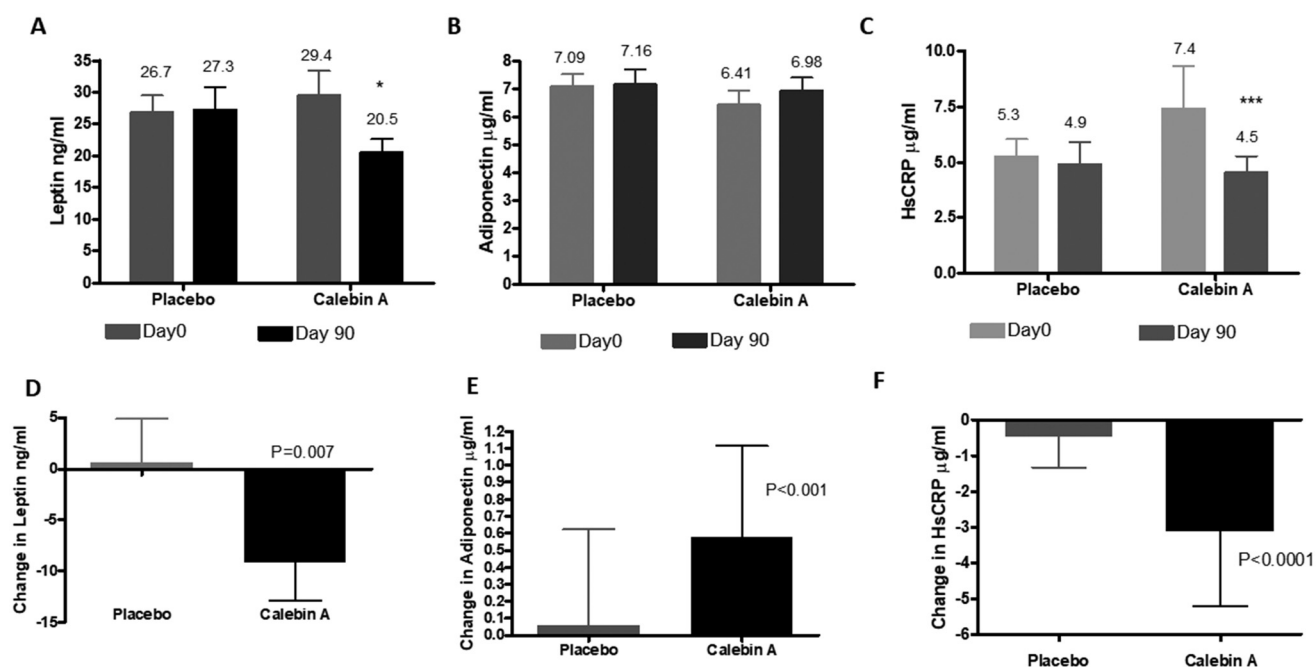 A
Leptin ng/ml
35
30
25
20
15
10
5
0
26.7
27.3
29.4
*
20.5
Placebo
Calebin A
Day0
Day 90
B
Adiponectin µg/ml
8
7
6
5
4
3
2
1
0
7.09
7.16
6.41
6.98
Placebo
Calebin A
Day0
Day 90
C
HsCRP µg/ml
10.0
7.5
5.0
2.5
0.0
5.3
4.9
7.4
***
4.5
Placebo
Calebin A
Day0
Day 90
D
Change in Leptin ng/ml
5
0
-5
-10
-15
P=0.007
Placebo
Calebin A
E
Change in Adiponectin µg/ml
1.2
1.1
1.0
0.9
0.8
0.7
0.6
0.5
0.4
0.3
0.2
0.1
0.0
P<0.001
Placebo
Calebin A
F
Change in HsCRP µg/ml
0
-1
-2
-3
-4
-5
-6
P<0.0001
Placebo
Calebin A